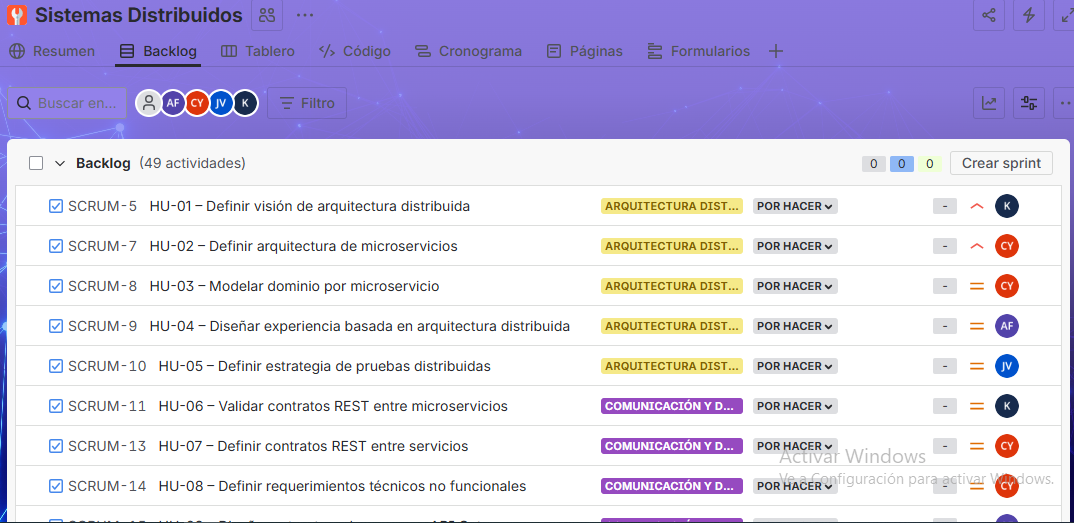 Sistemas Distribuidos
Resumen Backlog Tablero Código Cronograma Páginas Formularios
Buscar en... AF CY JV K Filtro
Backlog (49 actividades) 0 0 0 Crear sprint
SCRUM-5 HU-01 – Definir visión de arquitectura distribuida ARQUITECTURA DIST... POR HACER - K
SCRUM-7 HU-02 – Definir arquitectura de microservicios ARQUITECTURA DIST... POR HACER - CY
SCRUM-8 HU-03 – Modelar dominio por microservicio ARQUITECTURA DIST... POR HACER - CY
SCRUM-9 HU-04 – Diseñar experiencia basada en arquitectura distribuida ARQUITECTURA DIST... POR HACER - AF
SCRUM-10 HU-05 – Definir estrategia de pruebas distribuidas ARQUITECTURA DIST... POR HACER - JV
SCRUM-11 HU-06 – Validar contratos REST entre microservicios COMUNICACIÓN Y D... POR HACER - K
SCRUM-13 HU-07 – Definir contratos REST entre servicios COMUNICACIÓN Y D... POR HACER - CY
Activar Windows
SCRUM-14 HU-08 – Definir requerimientos técnicos no funcionales COMUNICACIÓN Y D... POR HACER - CY
Ve a Configuración para activar Windows.